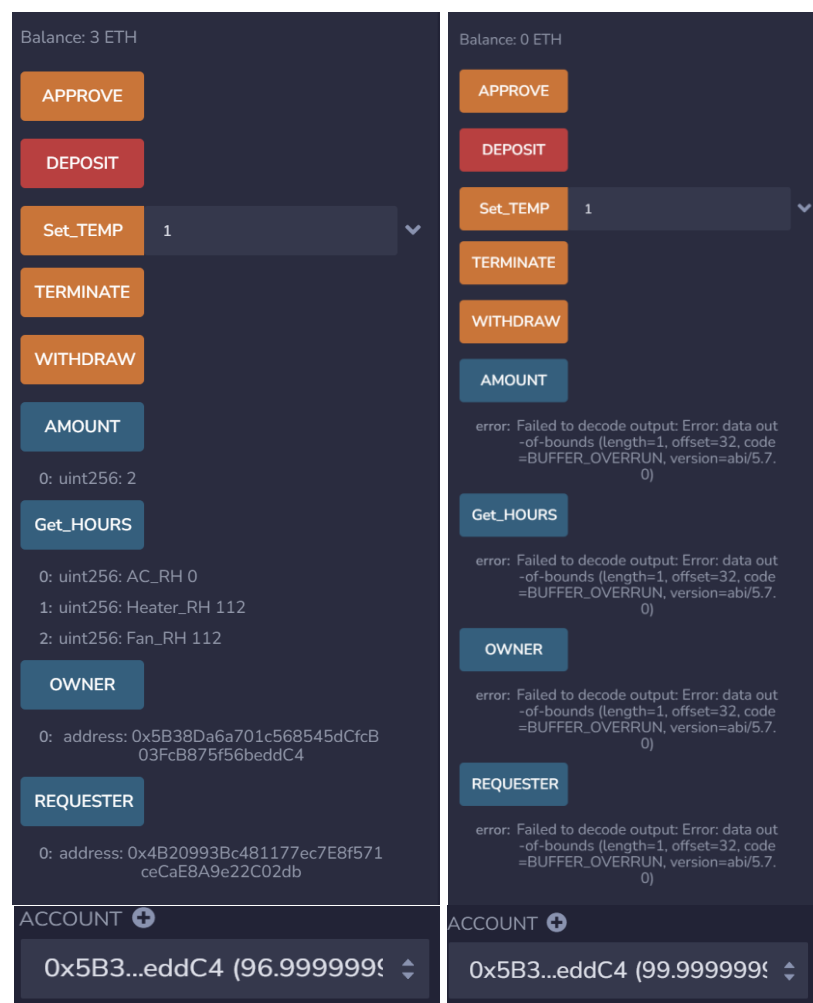 Balance: 3 ETH
APPROVE
DEPOSIT
Set_TEMP 1
TERMINATE
WITHDRAW
AMOUNT
0: uint256: 2
Get_HOURS
0: uint256: AC_RH 0
1: uint256: Heater_RH 112
2: uint256: Fan_RH 112
OWNER
0: address: 0x5B38Da6a701c568545dCfcB
03FcB875f56beddC4
REQUESTER
0: address: 0x4B20993Bc481177ec7E8f571
ceCaE8A9e22C02db
ACCOUNT
0x5B3...eddC4 (96.9999999
Balance: 0 ETH
APPROVE
DEPOSIT
Set_TEMP 1
TERMINATE
WITHDRAW
AMOUNT
error: Failed to decode output: Error: data out
-of-bounds (length=1, offset=32, code
=BUFFER_OVERRUN, version=abi/5.7.
0)
Get_HOURS
error: Failed to decode output: Error: data out
-of-bounds (length=1, offset=32, code
=BUFFER_OVERRUN, version=abi/5.7.
0)
OWNER
error: Failed to decode output: Error: data out
-of-bounds (length=1, offset=32, code
=BUFFER_OVERRUN, version=abi/5.7.
0)
REQUESTER
error: Failed to decode output: Error: data out
-of-bounds (length=1, offset=32, code
=BUFFER_OVERRUN, version=abi/5.7.
0)
ACCOUNT
0x5B3...eddC4 (99.9999999